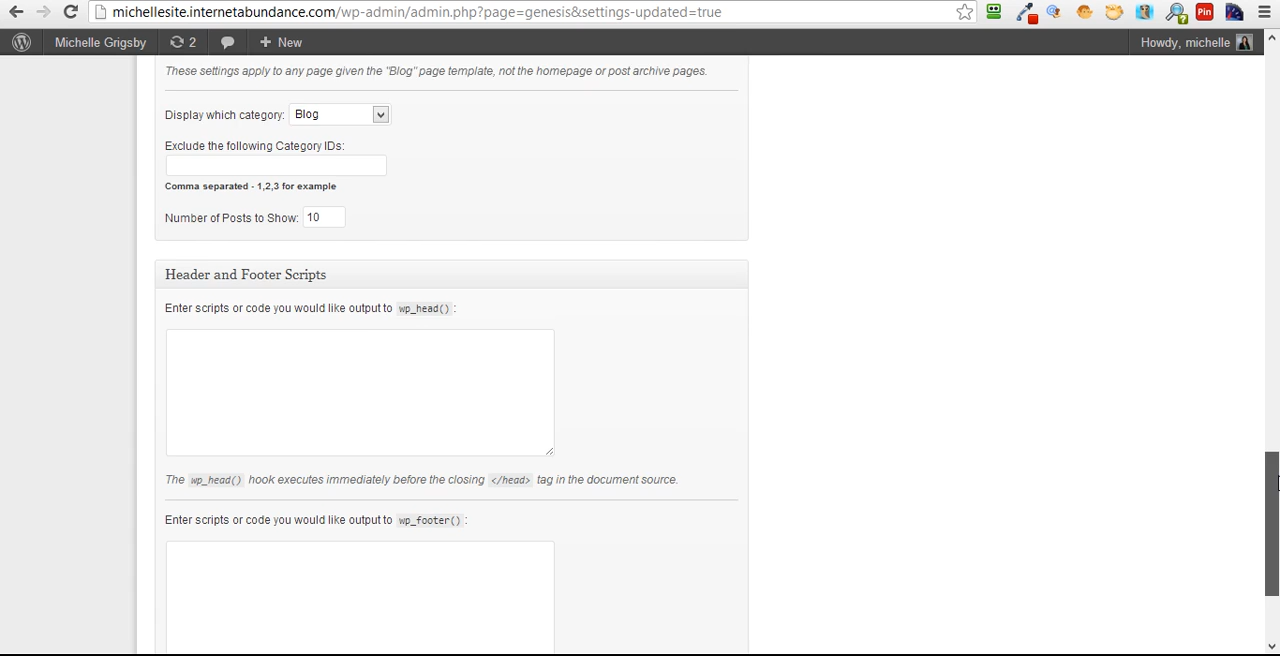 michellesite.internetabundance.com/wp-admin/admin.php?page=genesis&settings-updated=true
Pin
Michelle Grigsby 2 + New Howdy, michelle
These settings apply to any page given the "Blog" page template, not the homepage or post archive pages.
Display which category: Blog
Exclude the following Category IDs:
Comma separated - 1,2,3 for example
Number of Posts to Show: 10
Header and Footer Scripts
Enter scripts or code you would like output to wp_head():
The wp_head() hook executes immediately before the closing </head> tag in the document source.
Enter scripts or code you would like output to wp_footer():